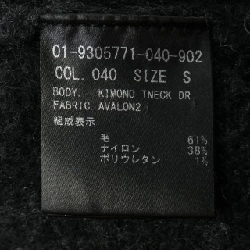 01-9305771-040-902
COL. 040 SIZE S
BODY. KIMONO TNECK DR
FABRIC AVALON2
組成表示
毛 61%
ナイロン 38%
ポリウレタン 1%